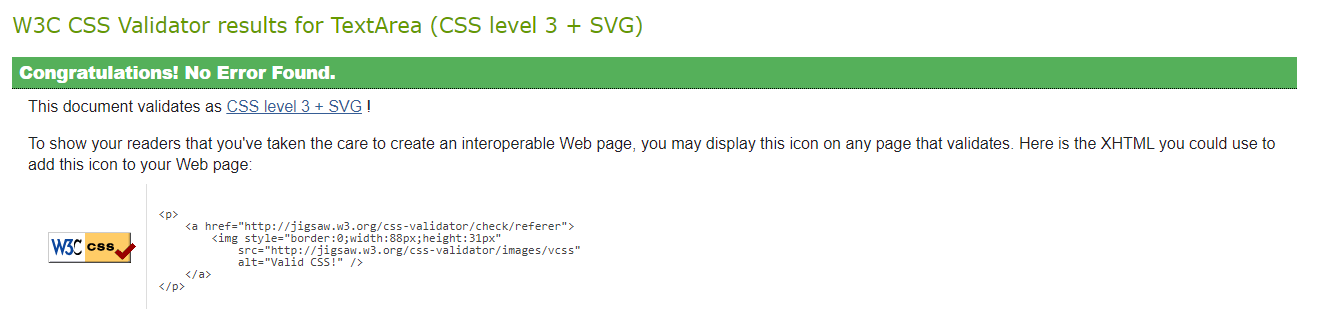 W3C CSS Validator results for TextArea (CSS level 3 + SVG)
Congratulations! No Error Found.
This document validates as CSS level 3 + SVG !
To show your readers that you've taken the care to create an interoperable Web page, you may display this icon on any page that validates. Here is the XHTML you could use to
add this icon to your Web page:
W3C css
<p>
    <a href="http://jigsaw.w3.org/css-validator/check/referer">
        <img style="border:0;width:88px;height:31px"
            src="http://jigsaw.w3.org/css-validator/images/vcss"
            alt="Valid CSS!" />
    </a>
</p>